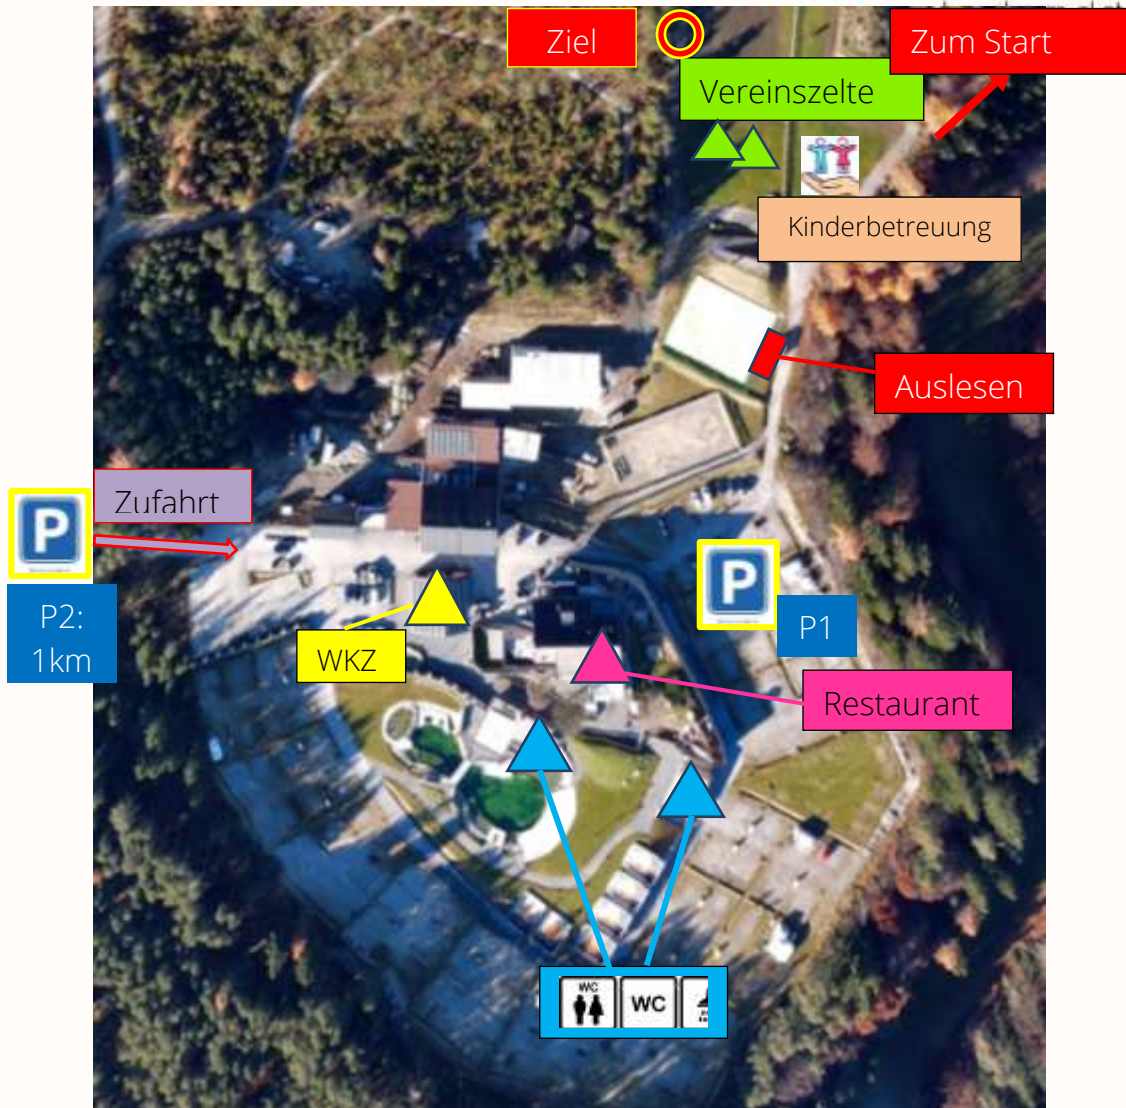 Ziel
Zum Start
Vereinszelte
Kinderbetreuung
Auslesen
Zufahrt
P
P2:
1km
P
P1
WKZ
Restaurant
WC
WC